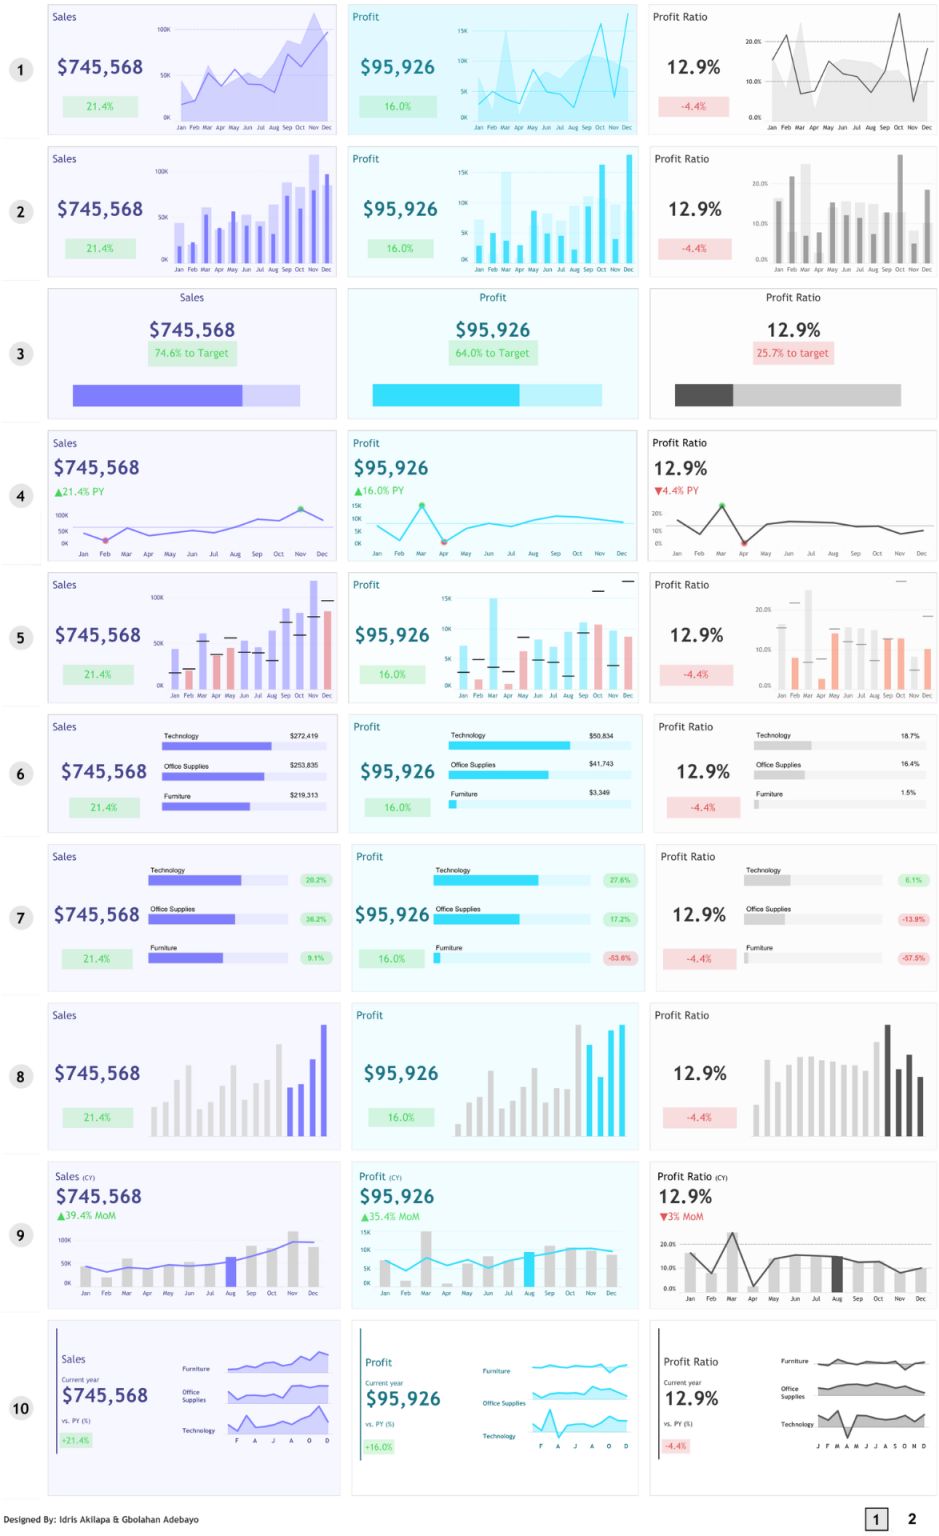 1
Sales
$745,568
21.4%
100K
50K
0K
Jan Feb Mar Apr May Jun Jul Aug Sep Oct Nov Dec
Profit
$95,926
16.0%
15K
10K
5K
0K
Jan Feb Mar Apr May Jun Jul Aug Sep Oct Nov Dec
Profit Ratio
12.9%
-4.4%
20.0%
10.0%
0.0%
Jan Feb Mar Apr May Jun Jul Aug Sep Oct Nov Dec
2
Sales
$745,568
21.4%
100K
50K
0K
Jan Feb Mar Apr May Jun Jul Aug Sep Oct Nov Dec
Profit
$95,926
16.0%
15K
10K
5K
0K
Jan Feb Mar Apr May Jun Jul Aug Sep Oct Nov Dec
Profit Ratio
12.9%
-4.4%
20.0%
10.0%
0.0%
Jan Feb Mar Apr May Jun Jul Aug Sep Oct Nov Dec
3
Sales
$745,568
74.6% to Target
Profit
$95,926
64.0% to Target
Profit Ratio
12.9%
25.7% to target
4
Sales
$745,568
▲21.4% PY
100K
50K
0K
Jan Feb Mar Apr May Jun Jul Aug Sep Oct Nov Dec
Profit
$95,926
▲16.0% PY
15K
10K
5K
0K
Jan Feb Mar Apr May Jun Jul Aug Sep Oct Nov Dec
Profit Ratio
12.9%
▼4.4% PY
20%
10%
0%
Jan Feb Mar Apr May Jun Jul Aug Sep Oct Nov Dec
5
Sales
$745,568
21.4%
100K
50K
0K
Jan Feb Mar Apr May Jun Jul Aug Sep Oct Nov Dec
Profit
$95,926
16.0%
15K
10K
5K
0K
Jan Feb Mar Apr May Jun Jul Aug Sep Oct Nov Dec
Profit Ratio
12.9%
-4.4%
20.0%
10.0%
0.0%
Jan Feb Mar Apr May Jun Jul Aug Sep Oct Nov Dec
6
Sales
$745,568
21.4%
Technology $272,419
Office Supplies $253,835
Furniture $219,313
Profit
$95,926
16.0%
Technology $50,834
Office Supplies $41,743
Furniture $3,349
Profit Ratio
12.9%
-4.4%
Technology 18.7%
Office Supplies 16.4%
Furniture 1.5%
7
Sales
$745,568
21.4%
Technology 20.2%
Office Supplies 36.2%
Furniture 9.1%
Profit
$95,926
16.0%
Technology 27.6%
Office Supplies 17.2%
Furniture -53.6%
Profit Ratio
12.9%
-4.4%
Technology 6.1%
Office Supplies -13.9%
Furniture -57.5%
8
Sales
$745,568
21.4%
Profit
$95,926
16.0%
Profit Ratio
12.9%
-4.4%
9
Sales (CY)
$745,568
▲39.4% MoM
100K
50K
0K
Jan Feb Mar Apr May Jun Jul Aug Sep Oct Nov Dec
Profit (CY)
$95,926
▲35.4% MoM
15K
10K
5K
0K
Jan Feb Mar Apr May Jun Jul Aug Sep Oct Nov Dec
Profit Ratio (CY)
12.9%
▼3% MoM
20.0%
10.0%
0.0%
Jan Feb Mar Apr May Jun Jul Aug Sep Oct Nov Dec
10
Sales
Current year
$745,568
vs. PY (%)
+21.4%
Furniture
Office
Supplies
Technology
F A J A O D
Profit
Current year
$95,926
vs. PY (%)
+16.0%
Furniture
Office Supplies
Technology
F A J A O D
Profit Ratio
Current year
12.9%
vs. PY (%)
-4.4%
Furniture
Office
Supplies
Technology
J F M A M J J A S O N D
Designed By: Idris Akilapa & Gbolahan Adebayo
1 2